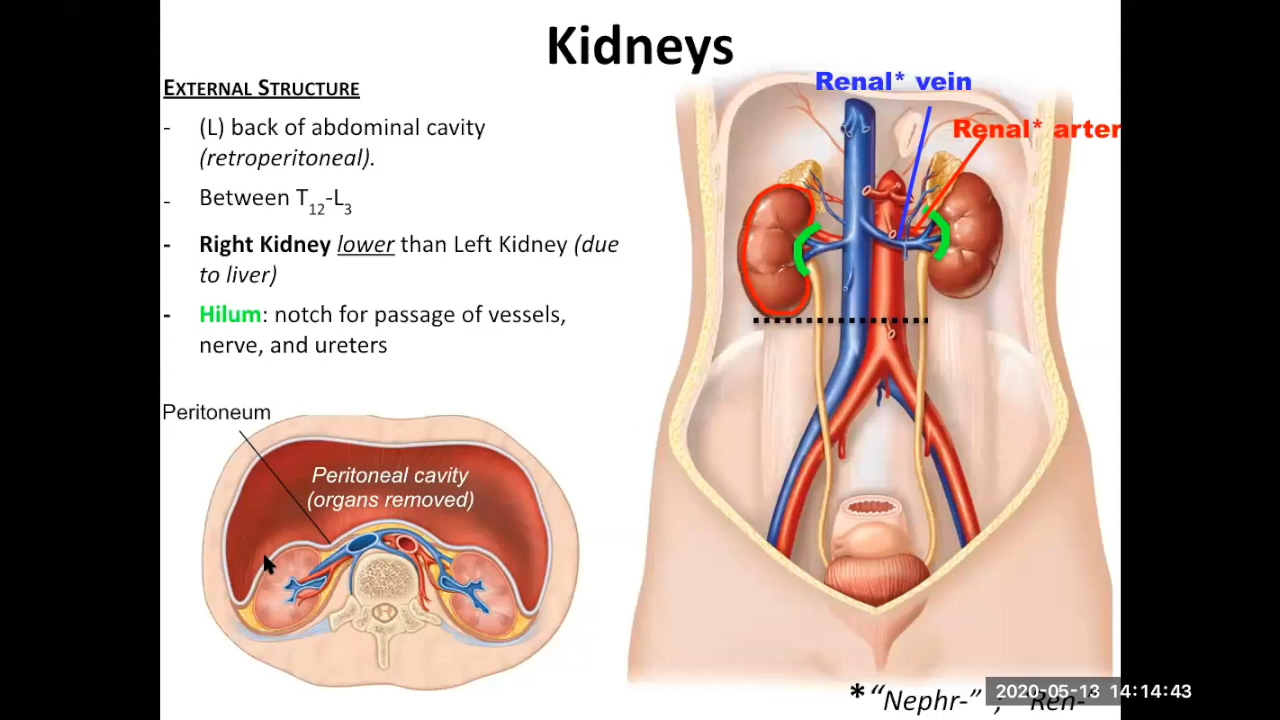 Kidneys
EXTERNAL STRUCTURE
- (L) back of abdominal cavity
(retroperitoneal).
- Between T12-L3
- Right Kidney lower than Left Kidney (due
to liver)
- Hilum: notch for passage of vessels,
nerve, and ureters
Peritoneum
Peritoneal cavity
(organs removed)
Renal* vein
Renal* arter
*“Nephr-” ; “Ren-”
2020-05-13 14:14:43